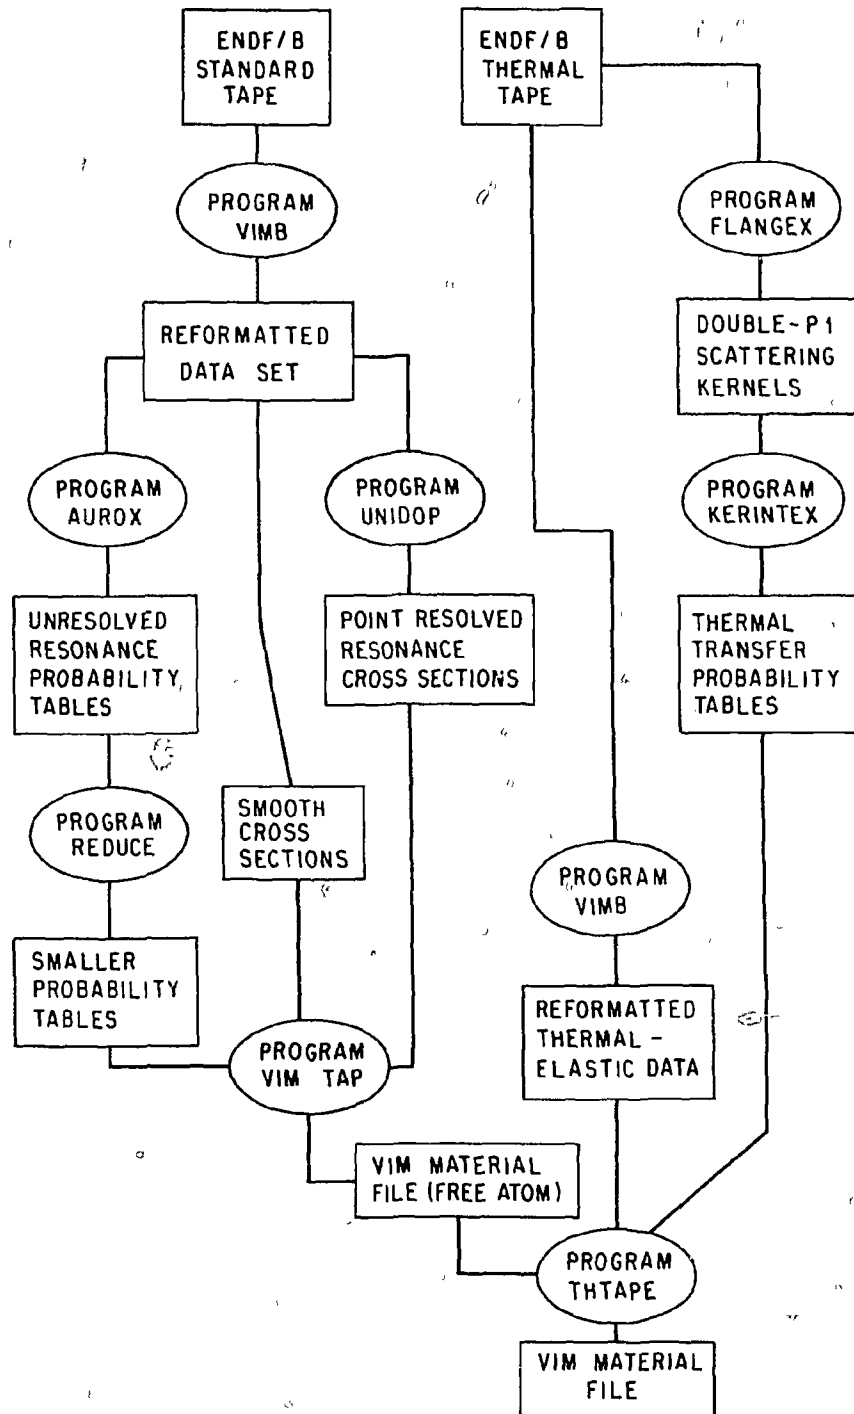 ENDF/B
STANDARD
TAPE
ENDF/B
THERMAL
TAPE
PROGRAM
VIMB
PROGRAM
FLANGEX
REFORMATTED
DATA SET
DOUBLE-P1
SCATTERING
KERNELS
PROGRAM
AUROX
PROGRAM
UNIDOP
PROGRAM
KERINTEX
UNRESOLVED
RESONANCE
PROBABILITY
TABLES
POINT RESOLVED
RESONANCE
CROSS SECTIONS
THERMAL
TRANSFER
PROBABILITY
TABLES
PROGRAM
REDUCE
SMOOTH
CROSS
SECTIONS
PROGRAM
VIMB
SMALLER
PROBABILITY
TABLES
PROGRAM
VIM TAP
REFORMATTED
THERMAL -
ELASTIC DATA
VIM MATERIAL
FILE (FREE ATOM)
PROGRAM
THTAPE
VIM MATERIAL
FILE